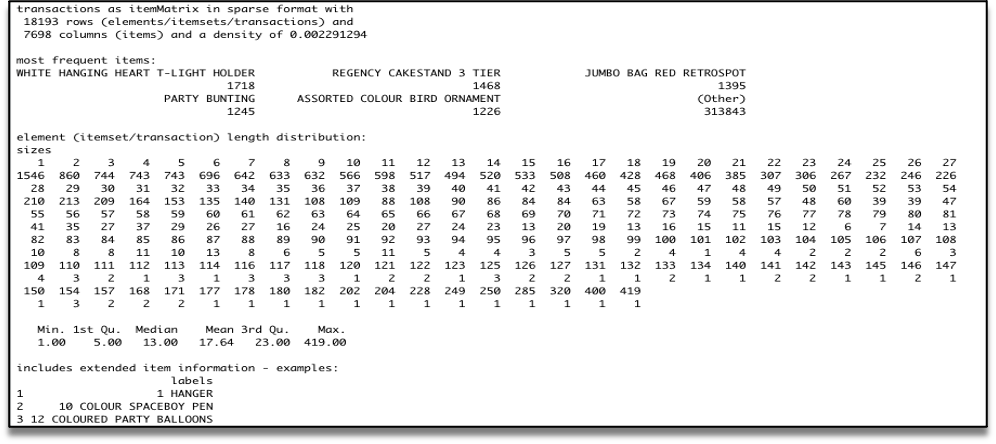 transactions as itemMatrix in sparse format with
18193 rows (elements/itemsets/transactions) and
7698 columns (items) and a density of 0.002291294
most frequent items:
WHITE HANGING HEART T-LIGHT HOLDER REGENCY CAKESTAND 3 TIER JUMBO BAG RED RETROSPOT
1718 1468 1395
PARTY BUNTING ASSORTED COLOUR BIRD ORNAMENT (Other)
1245 1226 313843
element (itemset/transaction) length distribution:
sizes
1 2 3 4 5 6 7 8 9 10 11 12 13 14 15 16 17 18 19 20 21 22 23 24 25 26 27
1546 860 744 743 743 696 642 633 632 566 598 517 494 520 533 508 460 428 468 406 385 307 306 267 232 246 226
28 29 30 31 32 33 34 35 36 37 38 39 40 41 42 43 44 45 46 47 48 49 50 51 52 53 54
210 213 209 164 153 135 140 131 108 109 88 108 90 86 84 84 63 58 67 59 58 57 48 60 39 39 47
55 56 57 58 59 60 61 62 63 64 65 66 67 68 69 70 71 72 73 74 75 76 77 78 79 80 81
41 35 27 37 29 26 27 16 24 25 20 27 24 23 13 20 19 13 16 15 11 15 12 6 7 14 13
82 83 84 85 86 87 88 89 90 91 92 93 94 95 96 97 98 99 100 101 102 103 104 105 106 107 108
10 8 8 11 10 13 8 6 5 5 11 5 4 4 3 5 5 2 4 1 4 4 2 2 2 6 3
109 110 111 112 113 114 116 117 118 120 121 122 123 125 126 127 131 132 133 134 140 141 142 143 145 146 147
4 3 2 1 3 1 3 3 3 1 2 2 1 3 2 2 1 1 2 1 1 2 2 1 1 2 1
150 154 157 168 171 177 178 180 182 202 204 228 249 250 285 320 400 419
1 3 2 2 2 1 1 1 1 1 1 1 1 1 1 1 1 1
Min. 1st Qu. Median Mean 3rd Qu. Max.
1.00 5.00 13.00 17.64 23.00 419.00
includes extended item information - examples:
labels
1 1 HANGER
2 10 COLOUR SPACEBOY PEN
3 12 COLOURED PARTY BALLOONS